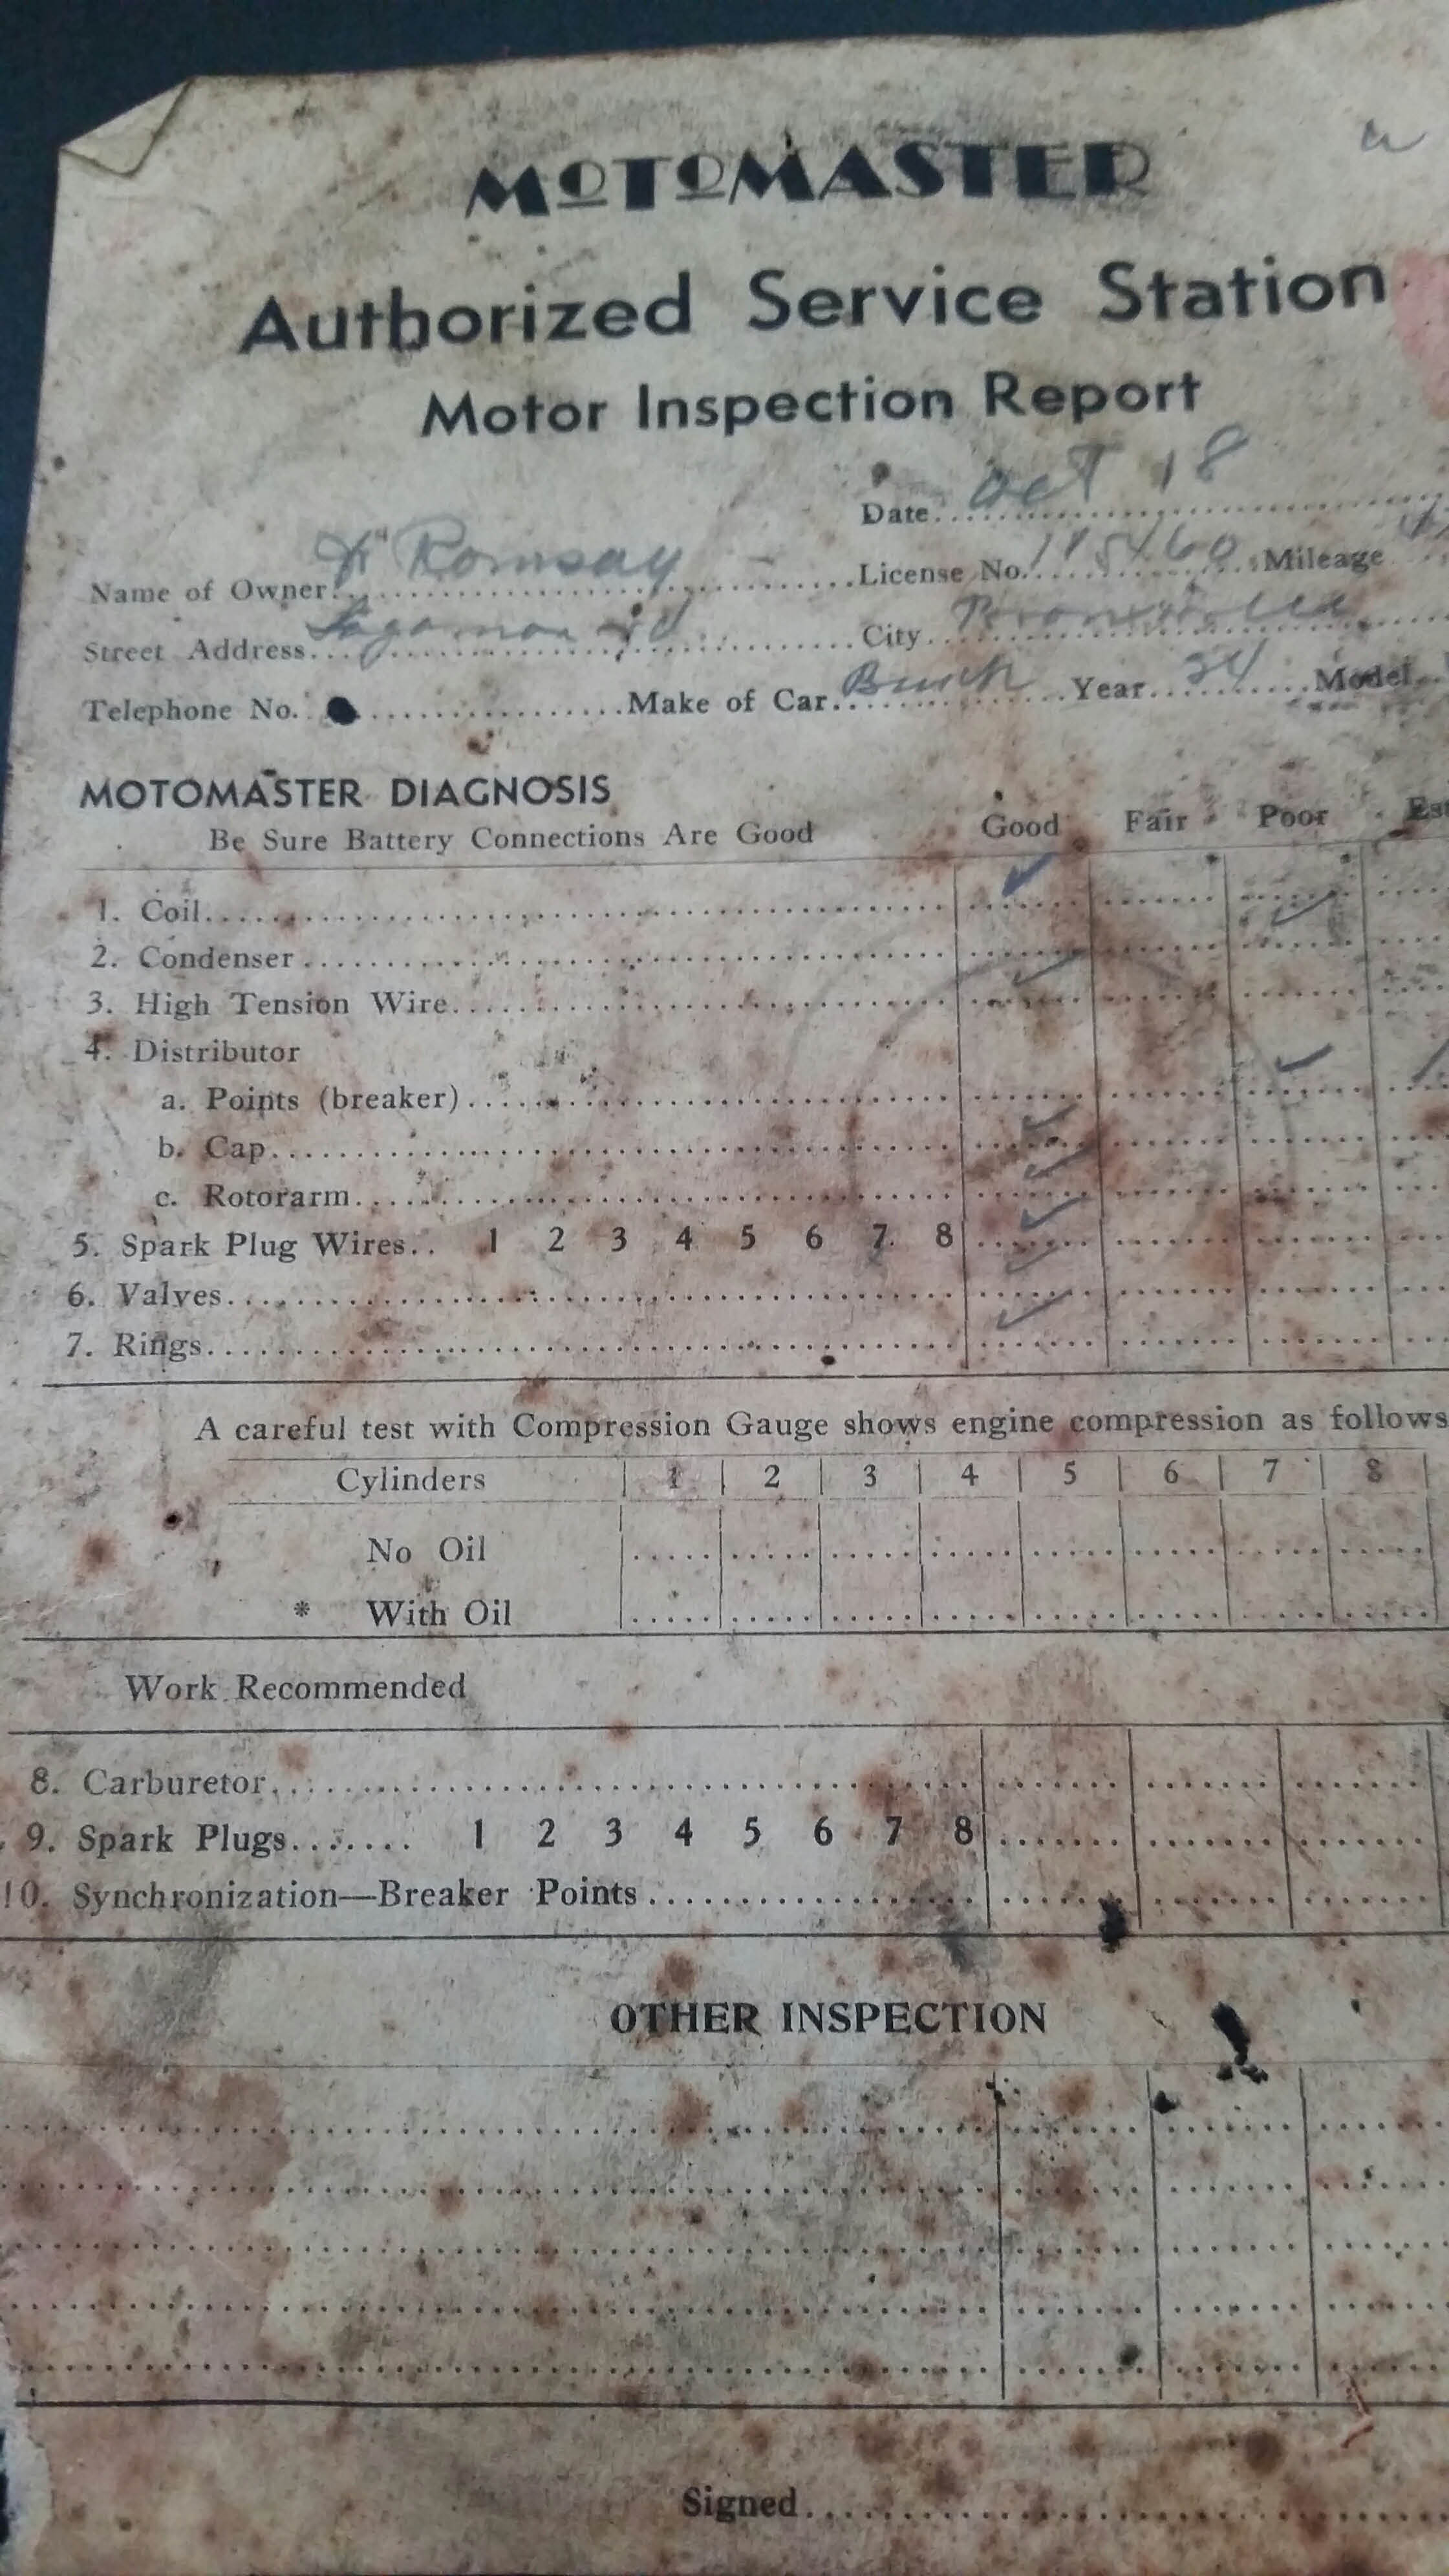 MOTOMASTER
Authorized Service Station
Motor Inspection Report
Date Oct 18
Name of Owner Ramsay License No. Mileage
Street Address City
Telephone No. Make of Car Buick Year 34 Model
MOTOMASTER DIAGNOSIS
Be Sure Battery Connections Are Good Good Fair Poor
1. Coil
2. Condenser
3. High Tension Wire
4. Distributor
a. Points (breaker)
b. Cap
c. Rotorarm
5. Spark Plug Wires.. 1 2 3 4 5 6 7 8
6. Valves
7. Rings
A careful test with Compression Gauge shows engine compression as follows
Cylinders 1 2 3 4 5 6 7 8
No Oil
* With Oil
Work Recommended
8. Carburetor
9. Spark Plugs 1 2 3 4 5 6 7 8
10. Synchronization—Breaker Points
OTHER INSPECTION
Signed